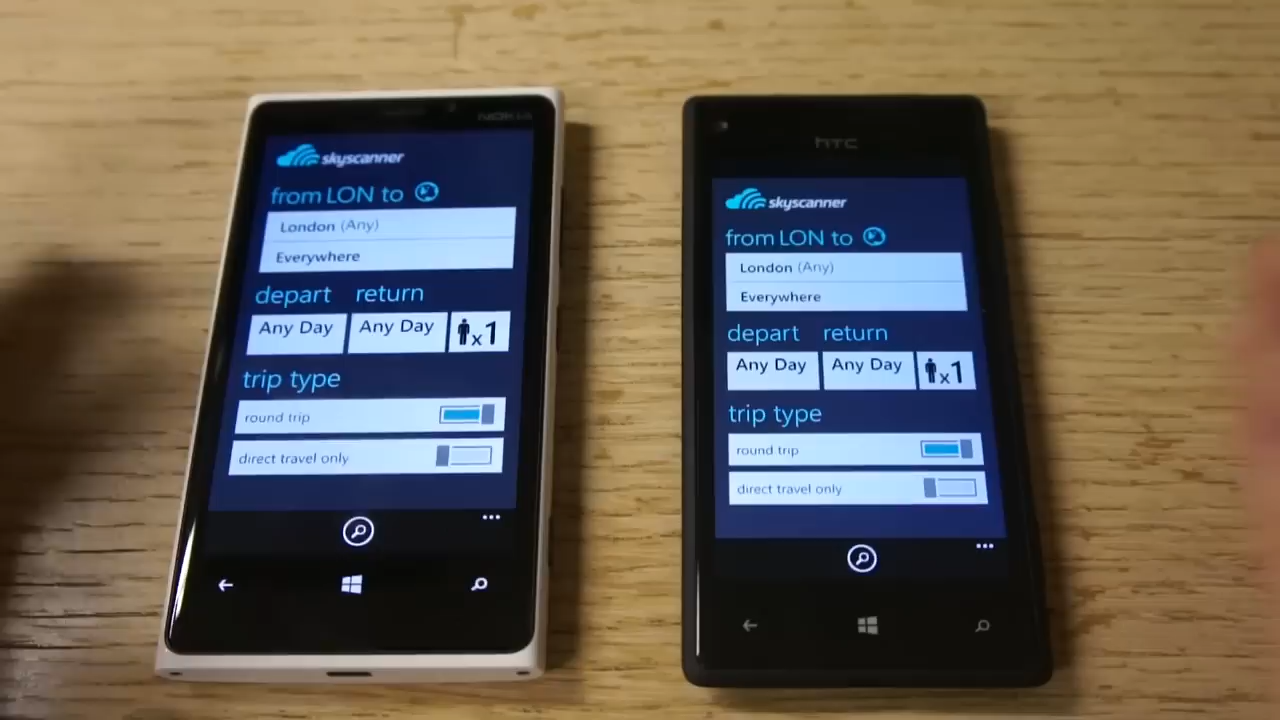 NOKIA
skyscanner
from LON to
London (Any)
Everywhere
depart return
Any Day Any Day x1
trip type
round trip
direct travel only
hTC
skyscanner
from LON to
London (Any)
Everywhere
depart return
Any Day Any Day x1
trip type
round trip
direct travel only